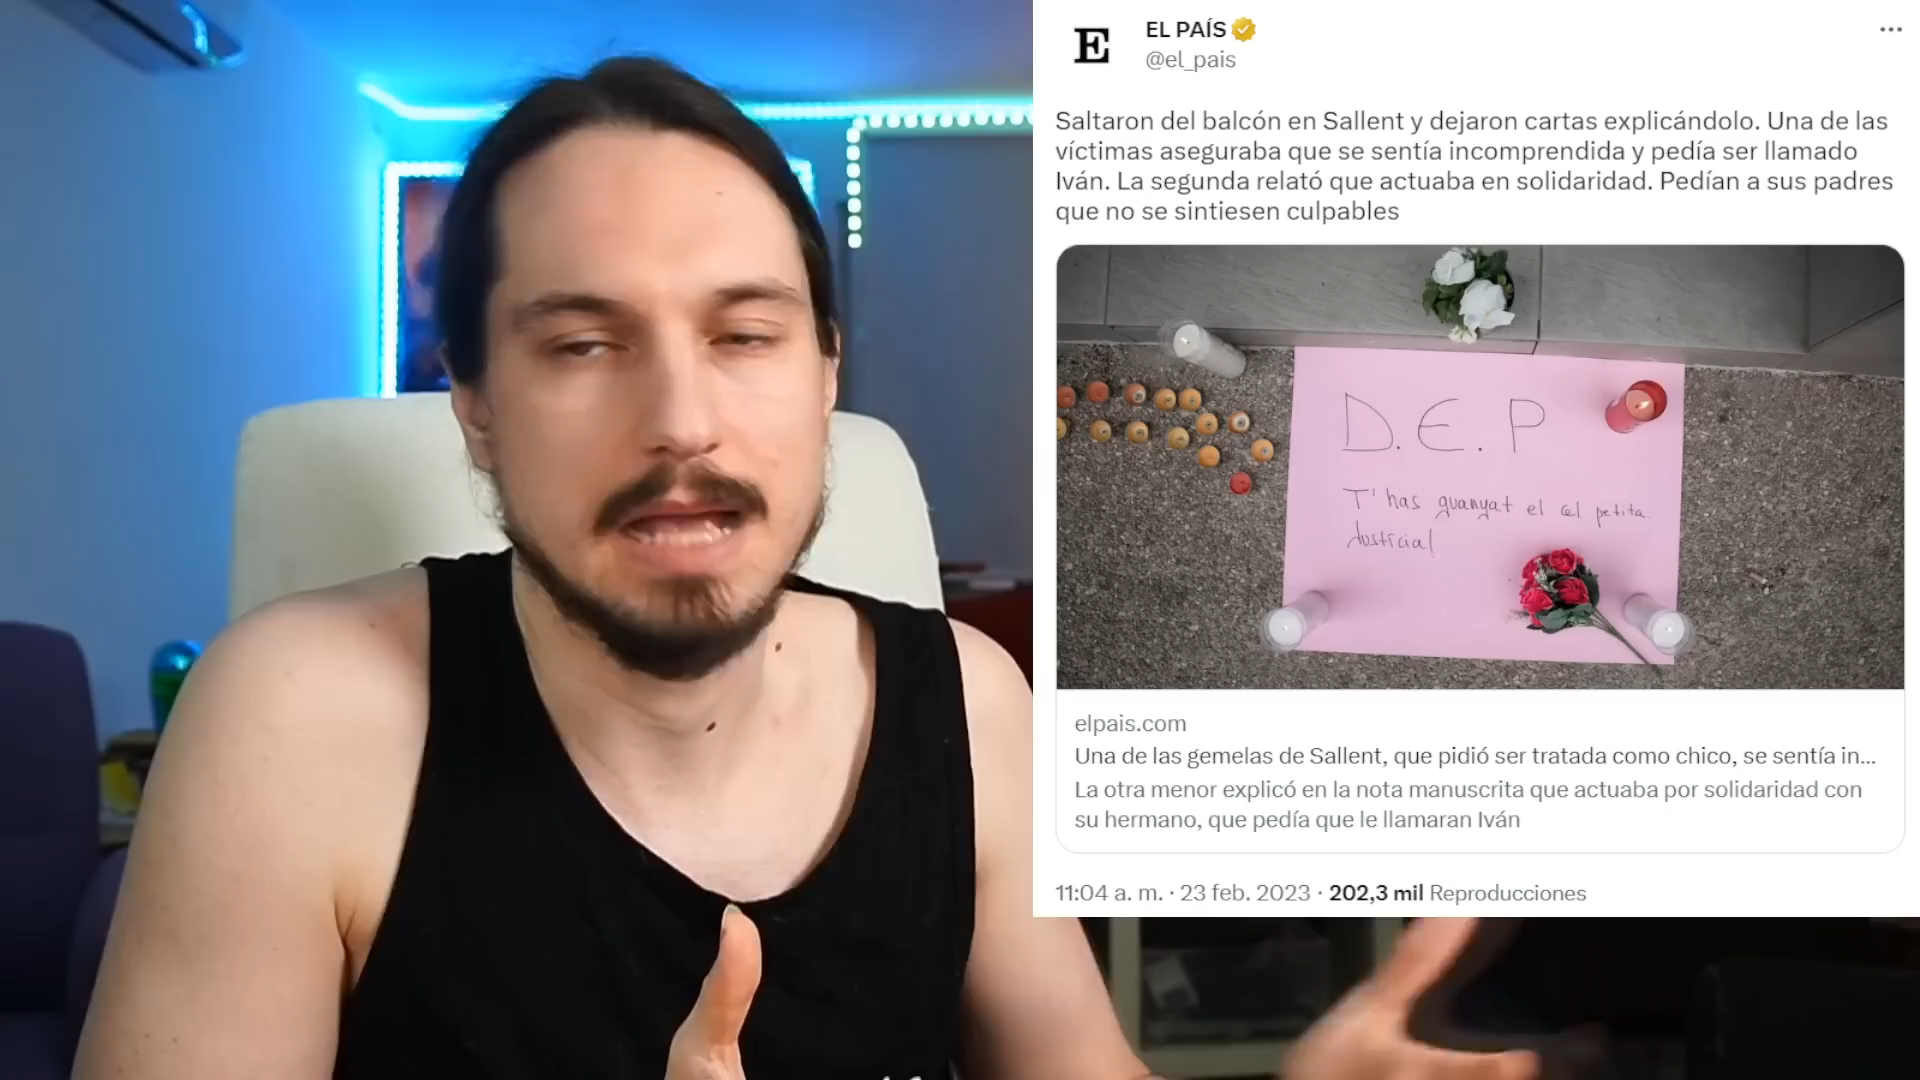 EL PAÍS
@el_pais
Saltaron del balcón en Sallent y dejaron cartas explicándolo. Una de las
víctimas aseguraba que se sentía incomprendida y pedía ser llamado
Iván. La segunda relató que actuaba en solidaridad. Pedían a sus padres
que no se sintiesen culpables
D.E.P
T'has guanyat el cel petita
Justicia!
elpais.com
Una de las gemelas de Sallent, que pidió ser tratada como chico, se sentía in...
La otra menor explicó en la nota manuscrita que actuaba por solidaridad con
su hermano, que pedía que le llamaran Iván
11:04 a. m. · 23 feb. 2023 · 202,3 mil Reproducciones